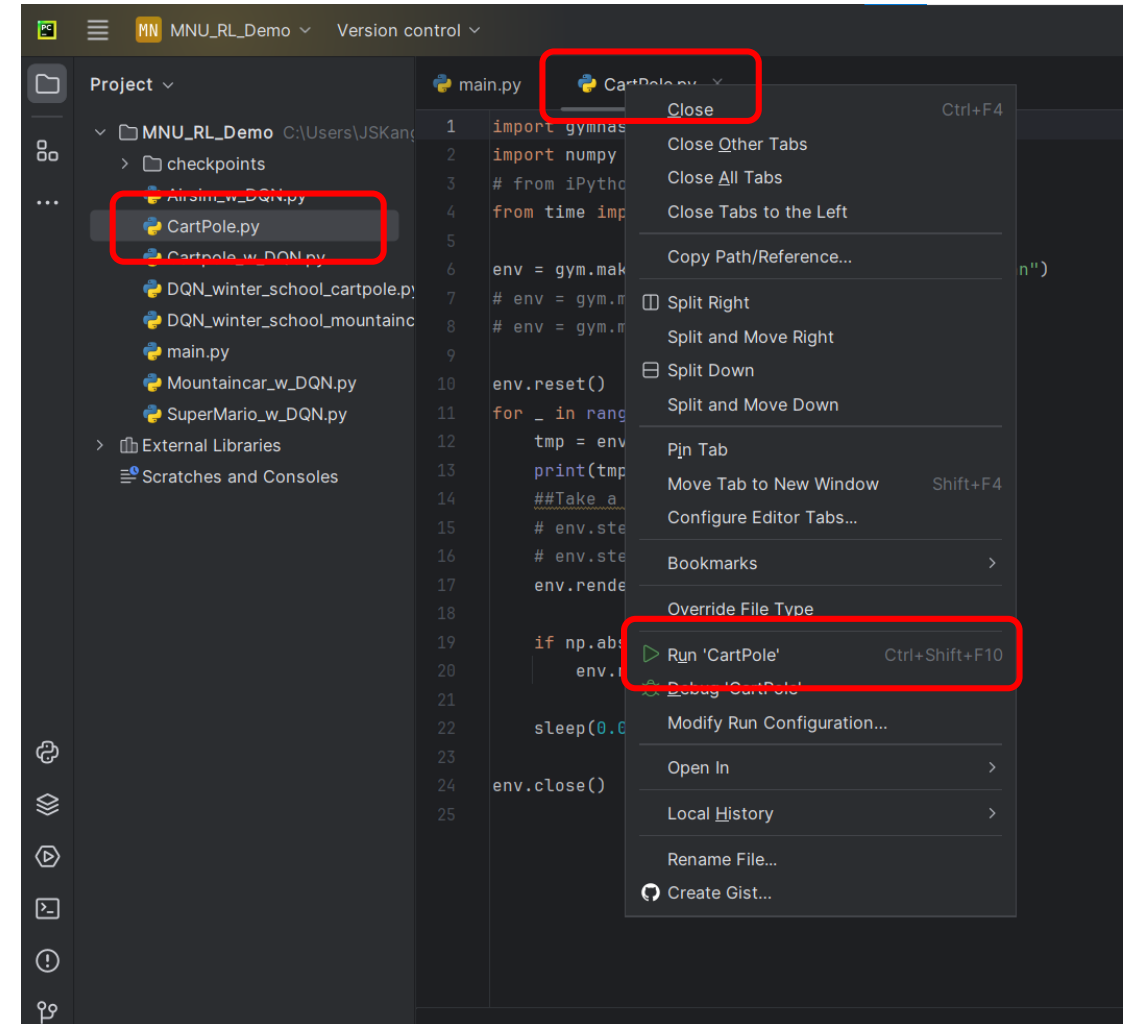 PC
MN MNU_RL_Demo Version control
Project
main.py
CartPole.py
MNU_RL_Demo C:\Users\JSKang
checkpoints
Airsim_w_DQN.py
CartPole.py
Cartpole_w_DQN.py
DQN_winter_school_cartpole.py
DQN_winter_school_mountainc
main.py
Mountaincar_w_DQN.py
SuperMario_w_DQN.py
External Libraries
Scratches and Consoles
1 import gymnas
2 import numpy
3 # from iPytho
4 from time imp
5
6 env = gym.mak n")
7 # env = gym.m
8 # env = gym.m
9
10 env.reset()
11 for _ in rang
12 tmp = env
13 print(tmp
14 ##Take a
15 # env.ste
16 # env.ste
17 env.rende
18
19 if np.abs
20 env.r
21
22 sleep(0.0
23
24 env.close()
25
Close Ctrl+F4
Close Other Tabs
Close All Tabs
Close Tabs to the Left
Copy Path/Reference...
Split Right
Split and Move Right
Split Down
Split and Move Down
Pin Tab
Move Tab to New Window Shift+F4
Configure Editor Tabs...
Bookmarks
Override File Type
Run 'CartPole' Ctrl+Shift+F10
Debug 'CartPole'
Modify Run Configuration...
Open In
Local History
Rename File...
Create Gist...